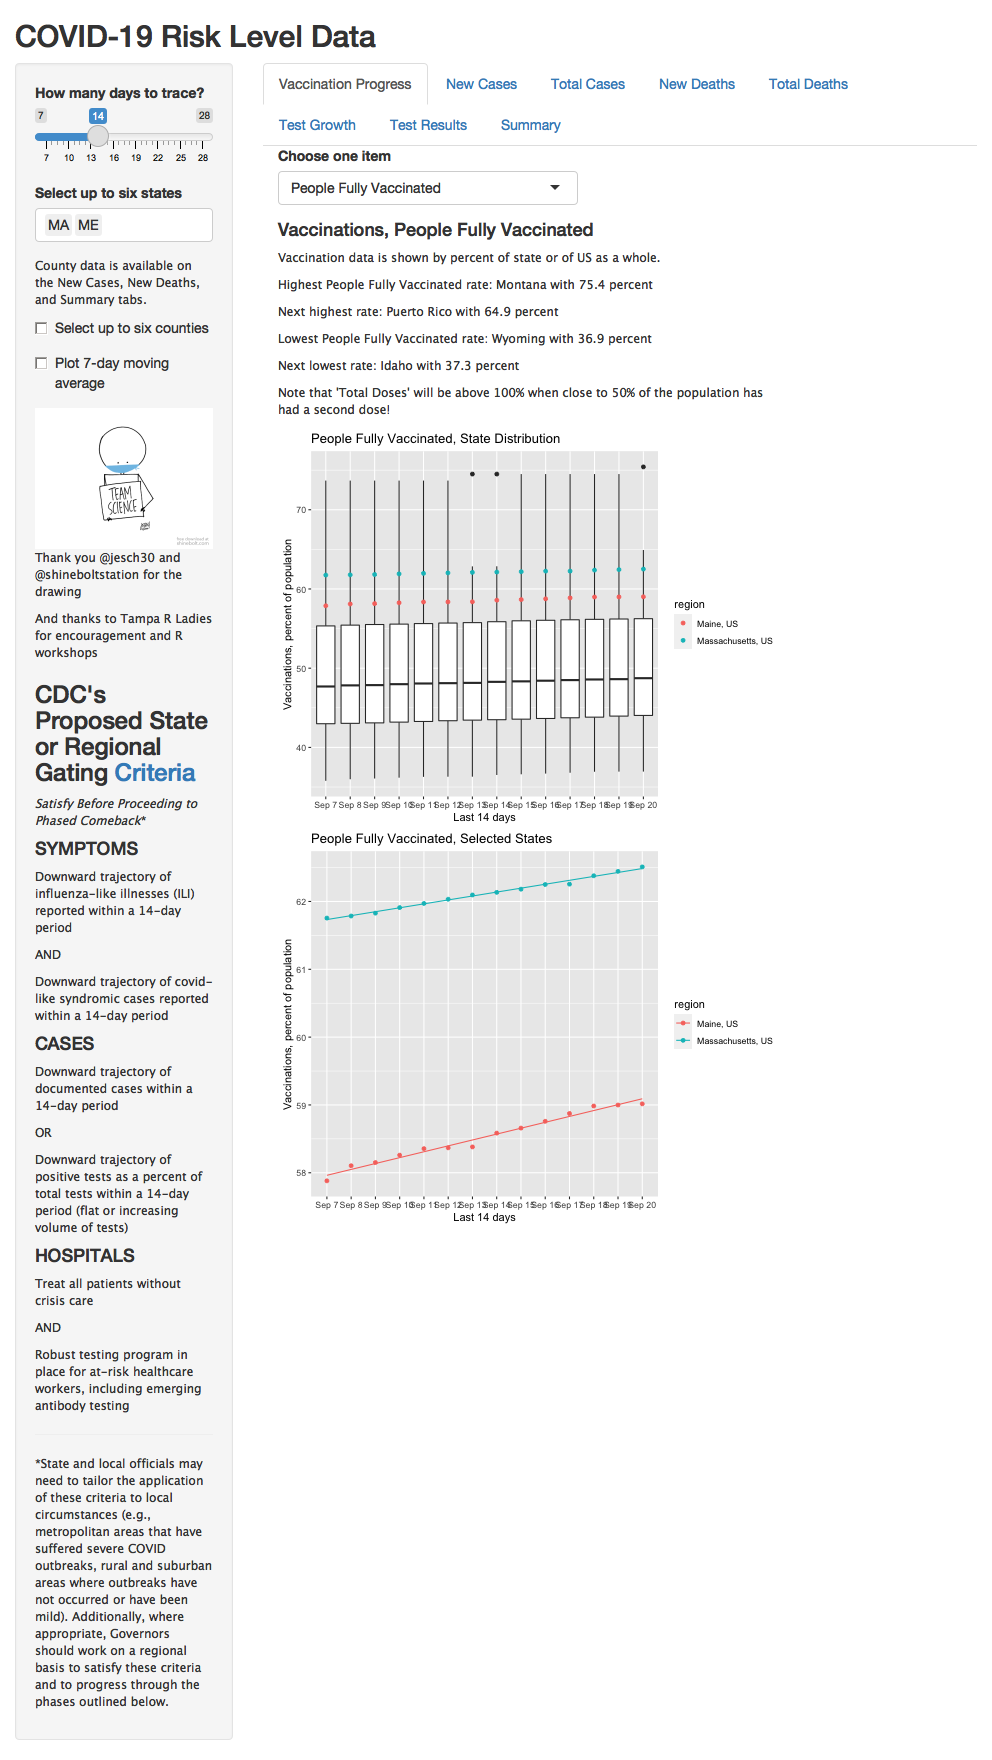 COVID-19 Risk Level Data
How many days to trace?
7 14 28
7 10 13 16 19 22 25 28
Select up to six states
MA ME
County data is available on
the New Cases, New Deaths,
and Summary tabs.
Select up to six counties
Plot 7-day moving
average
TEAM
SCIENCE
Thank you @jesch30 and
@shineboltstation for the
drawing
And thanks to Tampa R Ladies
for encouragement and R
workshops
CDC's
Proposed State
or Regional
Gating Criteria
Satisfy Before Proceeding to
Phased Comeback*
SYMPTOMS
Downward trajectory of
influenza-like illnesses (ILI)
reported within a 14-day
period
AND
Downward trajectory of covid-
like syndromic cases reported
within a 14-day period
CASES
Downward trajectory of
documented cases within a
14-day period
OR
Downward trajectory of
positive tests as a percent of
total tests within a 14-day
period (flat or increasing
volume of tests)
HOSPITALS
Treat all patients without
crisis care
AND
Robust testing program in
place for at-risk healthcare
workers, including emerging
antibody testing
*State and local officials may
need to tailor the application
of these criteria to local
circumstances (e.g.,
metropolitan areas that have
suffered severe COVID
outbreaks, rural and suburban
areas where outbreaks have
not occurred or have been
mild). Additionally, where
appropriate, Governors
should work on a regional
basis to satisfy these criteria
and to progress through the
phases outlined below.
Vaccination Progress New Cases Total Cases New Deaths Total Deaths
Test Growth Test Results Summary
Choose one item
People Fully Vaccinated
Vaccinations, People Fully Vaccinated
Vaccination data is shown by percent of state or of US as a whole.
Highest People Fully Vaccinated rate: Montana with 75.4 percent
Next highest rate: Puerto Rico with 64.9 percent
Lowest People Fully Vaccinated rate: Wyoming with 36.9 percent
Next lowest rate: Idaho with 37.3 percent
Note that 'Total Doses' will be above 100% when close to 50% of the population has
had a second dose!
People Fully Vaccinated, State Distribution
Vaccinations, percent of population
70
60
50
40
Sep 7 Sep 8 Sep 9 Sep 10 Sep 11 Sep 12 Sep 13 Sep 14 Sep 15 Sep 16 Sep 17 Sep 18 Sep 19 Sep 20
Last 14 days
region
Maine, US
Massachusetts, US
People Fully Vaccinated, Selected States
Vaccinations, percent of population
62
61
60
59
58
Sep 7 Sep 8 Sep 9 Sep 10 Sep 11 Sep 12 Sep 13 Sep 14 Sep 15 Sep 16 Sep 17 Sep 18 Sep 19 Sep 20
Last 14 days
region
Maine, US
Massachusetts, US